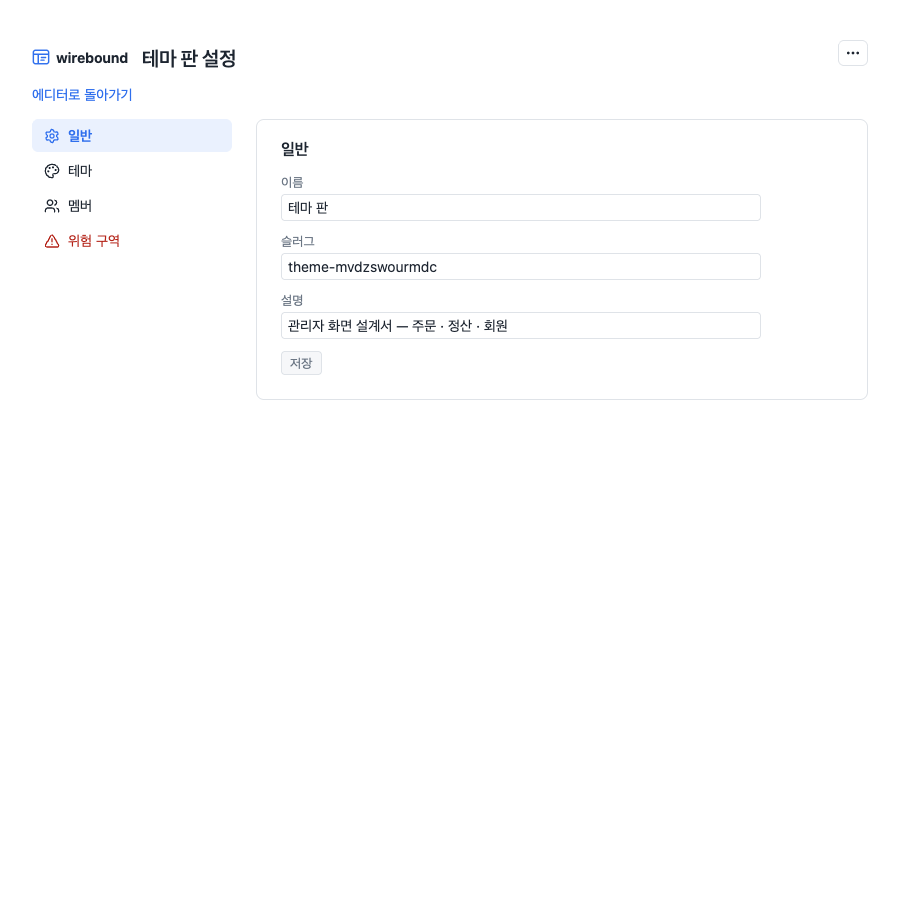 wirebound 테마 판 설정
에디터로 돌아가기
일반
테마
멤버
위험 구역
일반
이름
테마 판
슬러그
theme-mvdzswourmdc
설명
관리자 화면 설계서 — 주문 · 정산 · 회원
저장